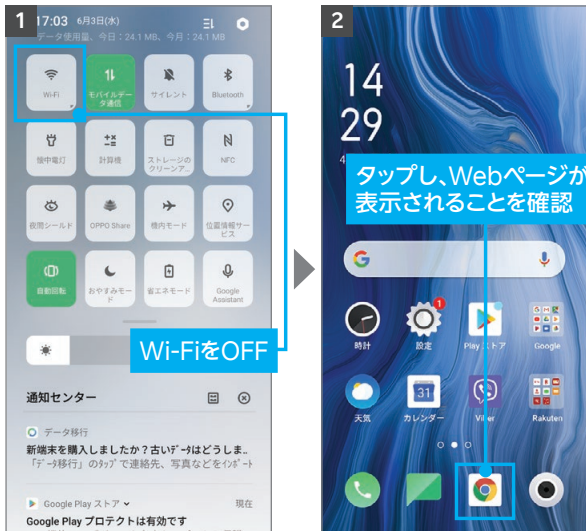 1
17:03 6月3日(水)
データ使用量、今日：24.1 MB、今月：24.1 MB
Wi-Fi
モバイルデータ通信
サイレント
Bluetooth
懐中電灯
計算機
ストレージのクリーンア...
NFC
夜間シールド
OPPO Share
機内モード
位置情報サービス
自動回転
おやすみモード
省エネモード
Google Assistant
Wi-FiをOFF
通知センター
データ移行
新端末を購入しましたか？古いﾃﾞｰﾀはどうしま..
「ﾃﾞｰﾀ移行」のﾀｯﾌﾟで連絡先、写真などをｲﾝﾎﾟｰﾄ
Google Play ストア
現在
Google Play プロテクトは有効です
2
14
29
タップし、Webページが
表示されることを確認
時計
設定
1
Play ストア
Google
天気
31
カレンダー
Viber
Rakuten